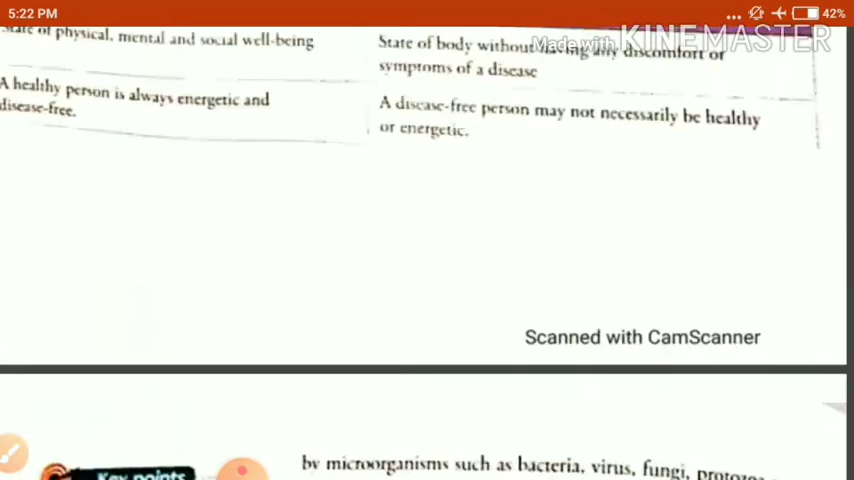 5:22 PM
42%
Made with KINEMASTER
State of physical, mental and social well-being
State of body without having any discomfort or
symptoms of a disease
A healthy person is always energetic and
disease-free.
A disease-free person may not necessarily be healthy
or energetic.
Scanned with CamScanner
Key points
by microorganisms such as bacteria, virus, fungi, protozoa